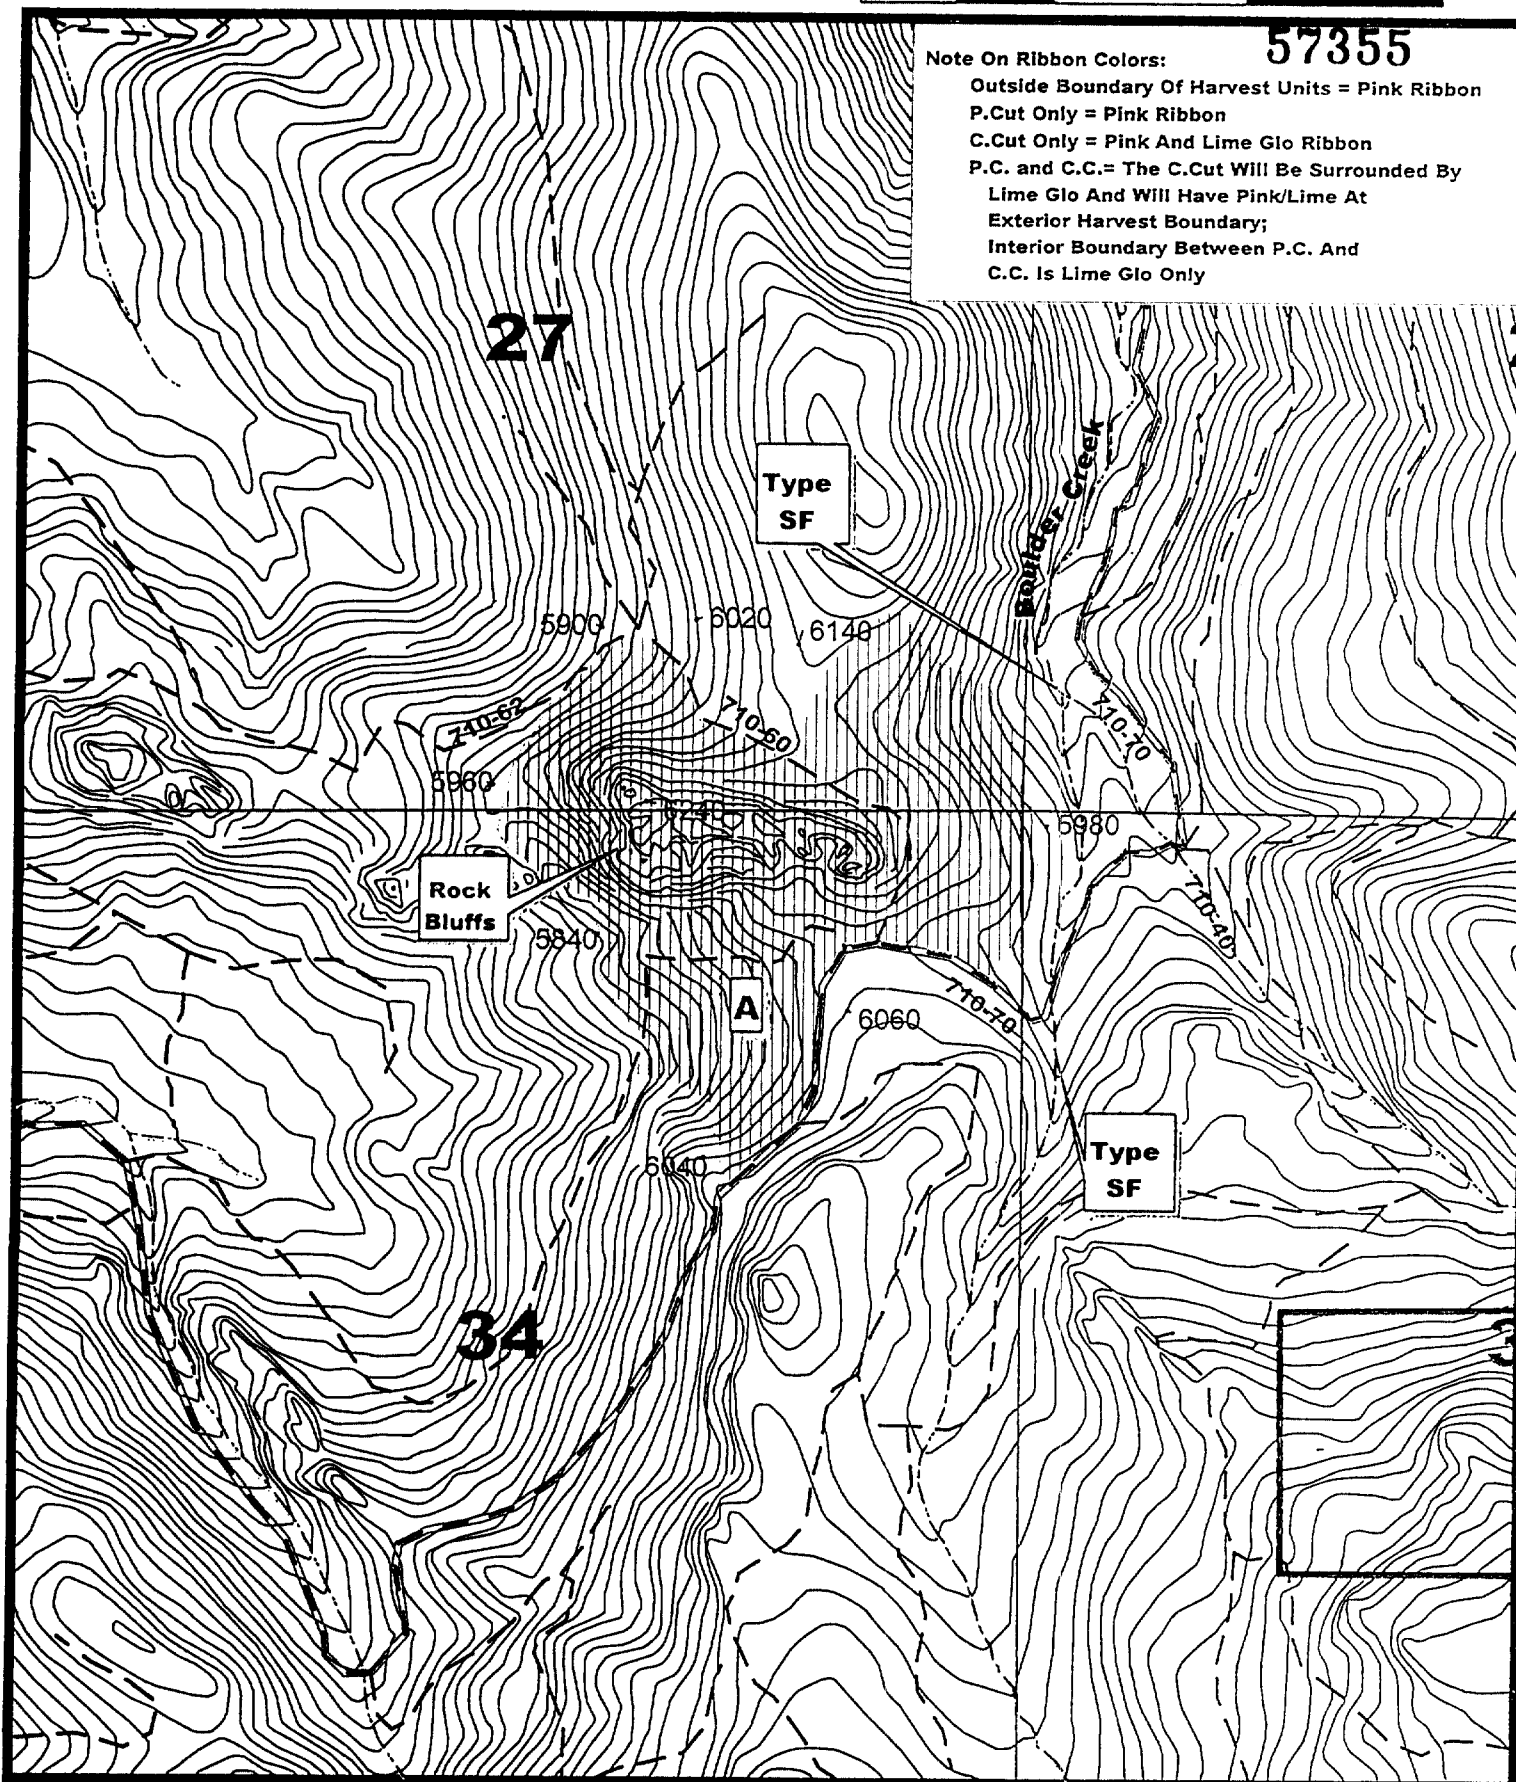 57355
Note On Ribbon Colors:
Outside Boundary Of Harvest Units = Pink Ribbon
P.Cut Only = Pink Ribbon
C.Cut Only = Pink And Lime Glo Ribbon
P.C. and C.C.= The C.Cut Will Be Surrounded By
Lime Glo And Will Have Pink/Lime At
Exterior Harvest Boundary;
Interior Boundary Between P.C. And
C.C. Is Lime Glo Only
27
Boulder Creek
Type
SF
5900
6020
6140
710-62
710-60
710-70
5960
6240
5980
Rock
Bluffs
710-40
5840
A
710-70
6060
Type
SF
6040
34